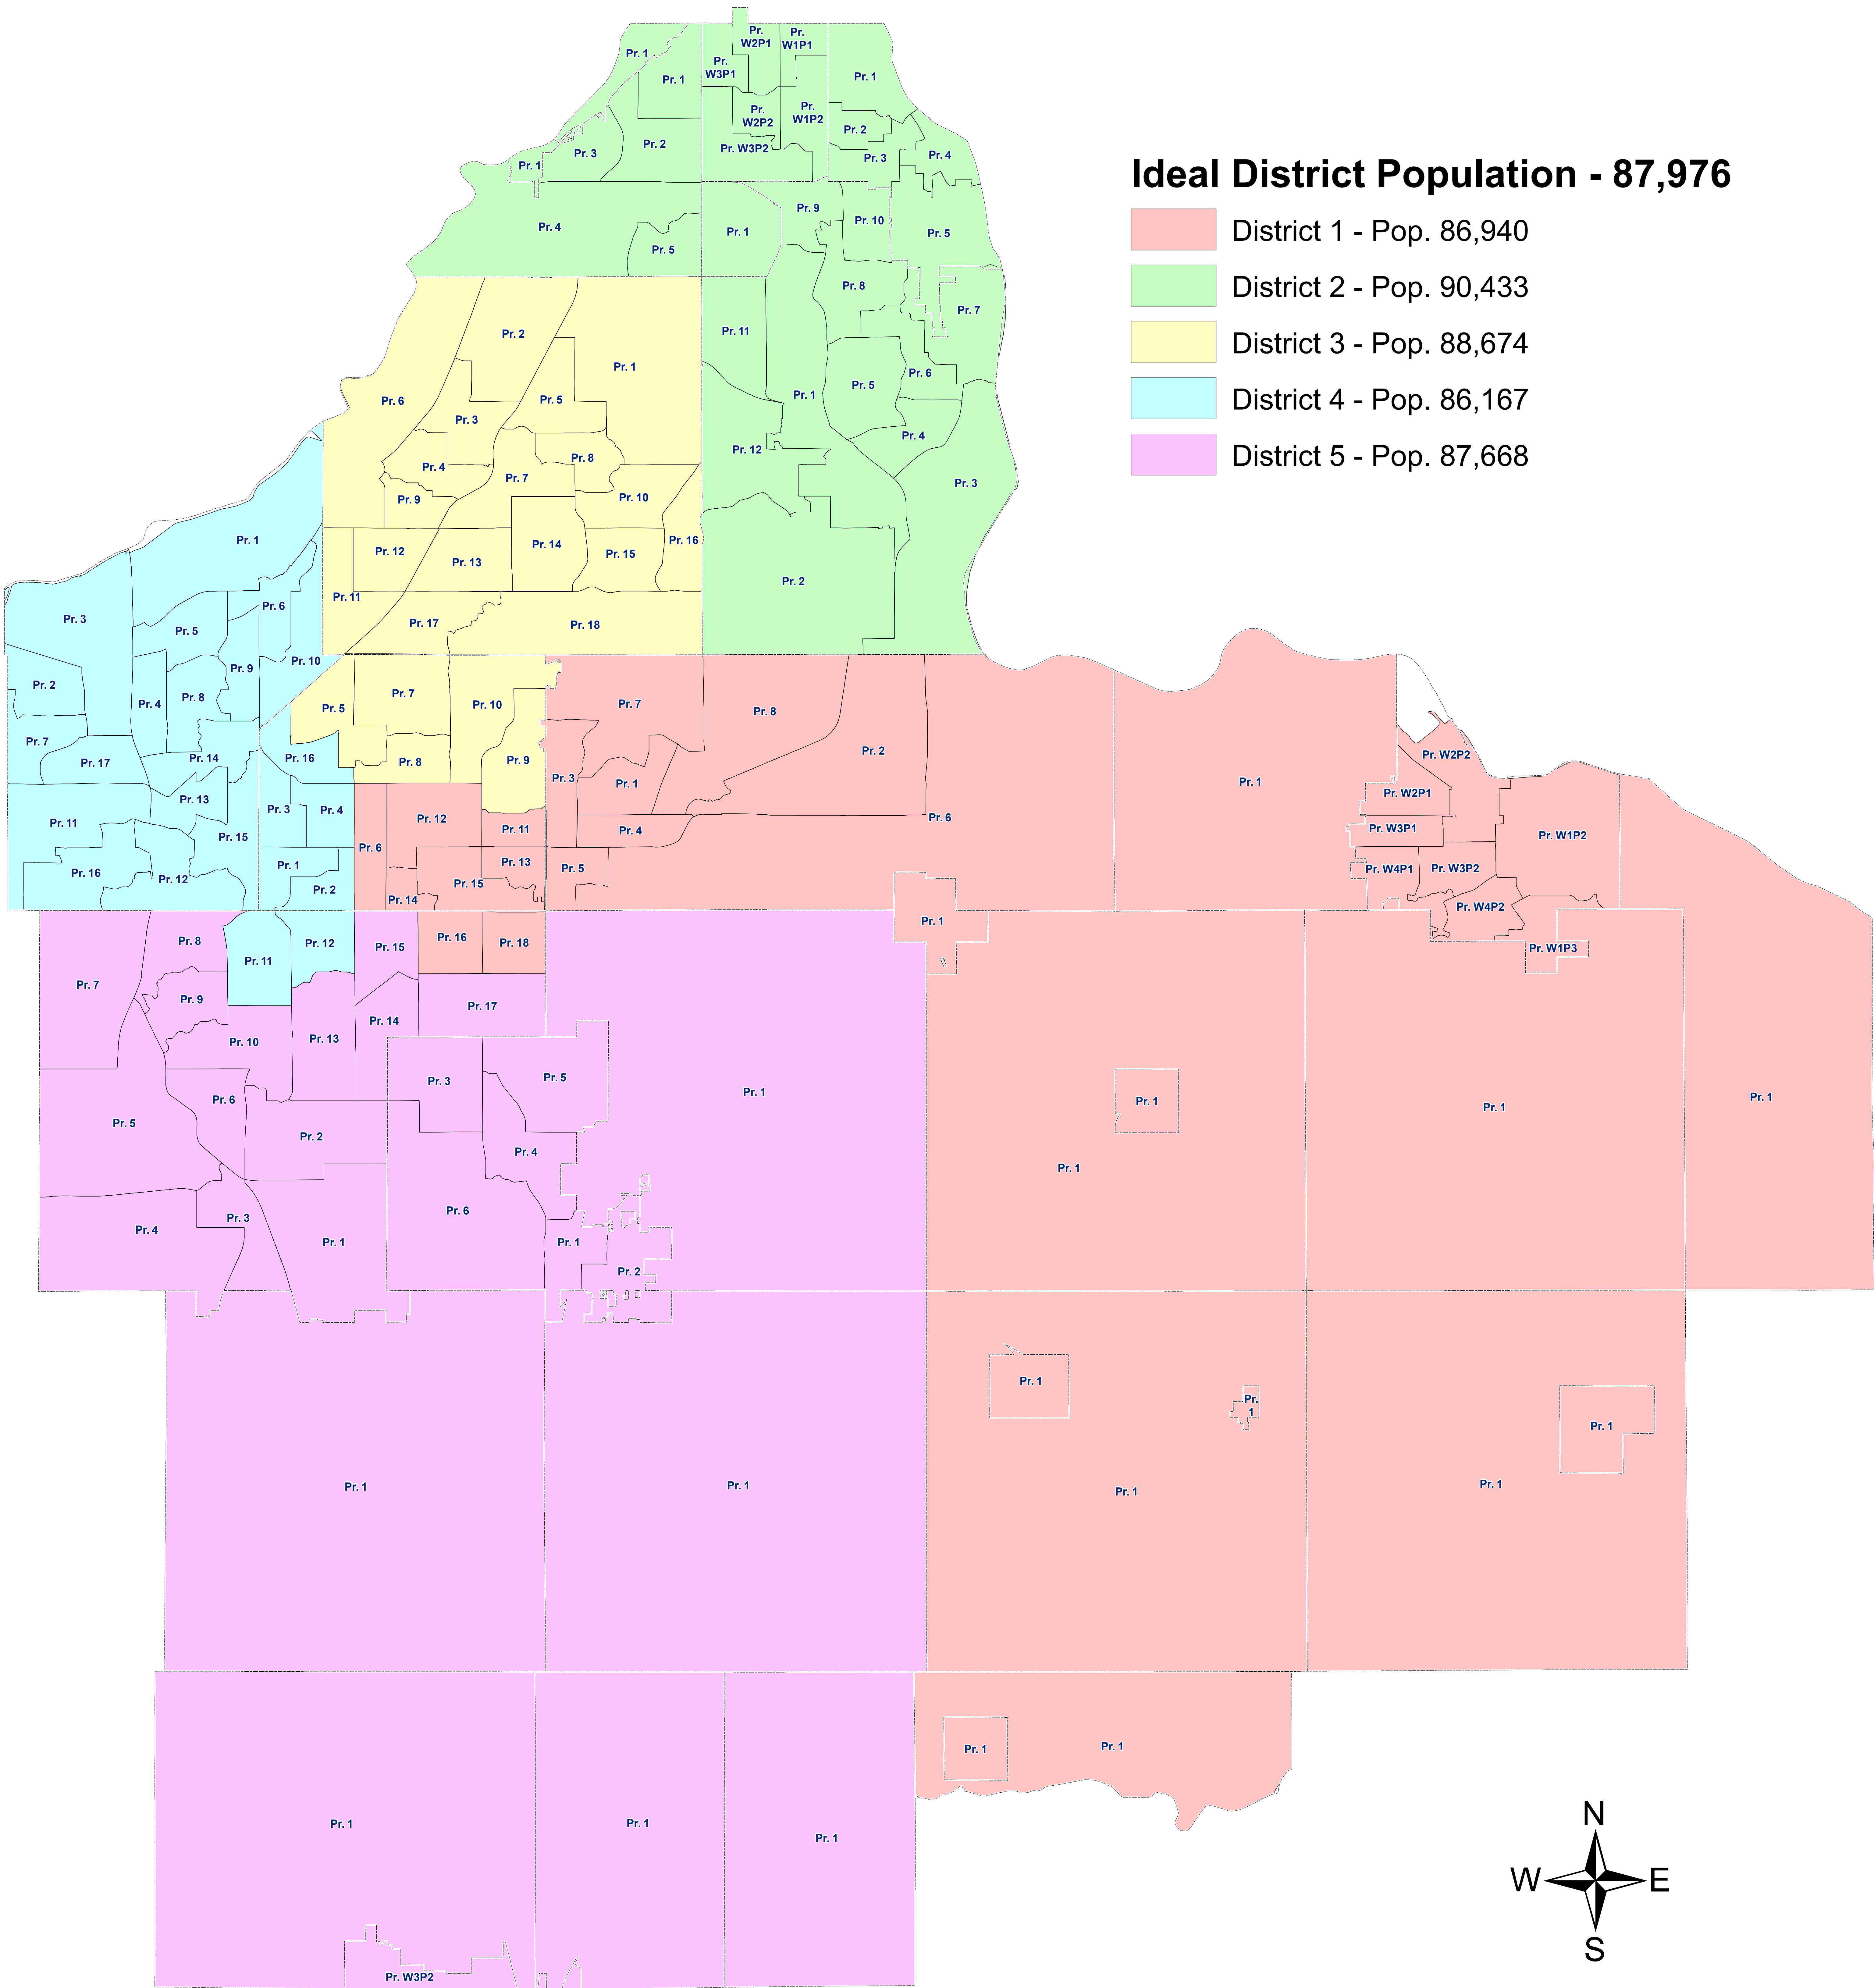 Pr.
W2P1
Pr.
W1P1
Pr. 1
Pr.
W3P1
Pr. 1
Pr. 1
Pr.
W2P2
Pr.
W1P2
Pr. 2
Pr. 2
Pr. W3P2
Pr. 3
Pr. 3
Pr. 4
Pr. 1
Ideal District Population - 87,976
District 1 - Pop. 86,940
District 2 - Pop. 90,433
District 3 - Pop. 88,674
District 4 - Pop. 86,167
District 5 - Pop. 87,668
Pr. 9
Pr. 10
Pr. 4
Pr. 1
Pr. 5
Pr. 5
Pr. 8
Pr. 7
Pr. 11
Pr. 2
Pr. 1
Pr. 6
Pr. 5
Pr. 1
Pr. 6
Pr. 5
Pr. 3
Pr. 4
Pr. 12
Pr. 8
Pr. 4
Pr. 7
Pr. 3
Pr. 9
Pr. 10
Pr. 1
Pr. 16
Pr. 14
Pr. 12
Pr. 15
Pr. 13
Pr. 2
Pr. 11
Pr. 6
Pr. 3
Pr. 17
Pr. 18
Pr. 5
Pr. 10
Pr. 9
Pr. 2
Pr. 8
Pr. 4
Pr. 7
Pr. 10
Pr. 7
Pr. 5
Pr. 8
Pr. 7
Pr. 2
Pr. W2P2
Pr. 14
Pr. 16
Pr. 9
Pr. 17
Pr. 8
Pr. 3
Pr. 1
Pr. 1
Pr. W2P1
Pr. 13
Pr. 3
Pr. 4
Pr. 12
Pr. 6
Pr. 11
Pr. 15
Pr. 11
Pr. 4
Pr. W3P1
Pr. W1P2
Pr. 6
Pr. 1
Pr. 13
Pr. 5
Pr. W4P1
Pr. W3P2
Pr. 16
Pr. 12
Pr. 2
Pr. 15
Pr. 14
Pr. W4P2
Pr. 1
Pr. 8
Pr. 12
Pr. 15
Pr. 16
Pr. 18
Pr. W1P3
Pr. 11
Pr. 7
Pr. 9
Pr. 17
Pr. 14
Pr. 10
Pr. 13
Pr. 3
Pr. 5
Pr. 1
Pr. 1
Pr. 1
Pr. 1
Pr. 6
Pr. 5
Pr. 2
Pr. 4
Pr. 1
Pr. 6
Pr. 3
Pr. 4
Pr. 1
Pr. 1
Pr. 2
Pr. 1
Pr.
1
Pr. 1
Pr. 1
Pr. 1
Pr. 1
Pr. 1
Pr. 1
Pr. 1
Pr. 1
Pr. 1
Pr. 1
Pr. W3P2
N
W
E
S